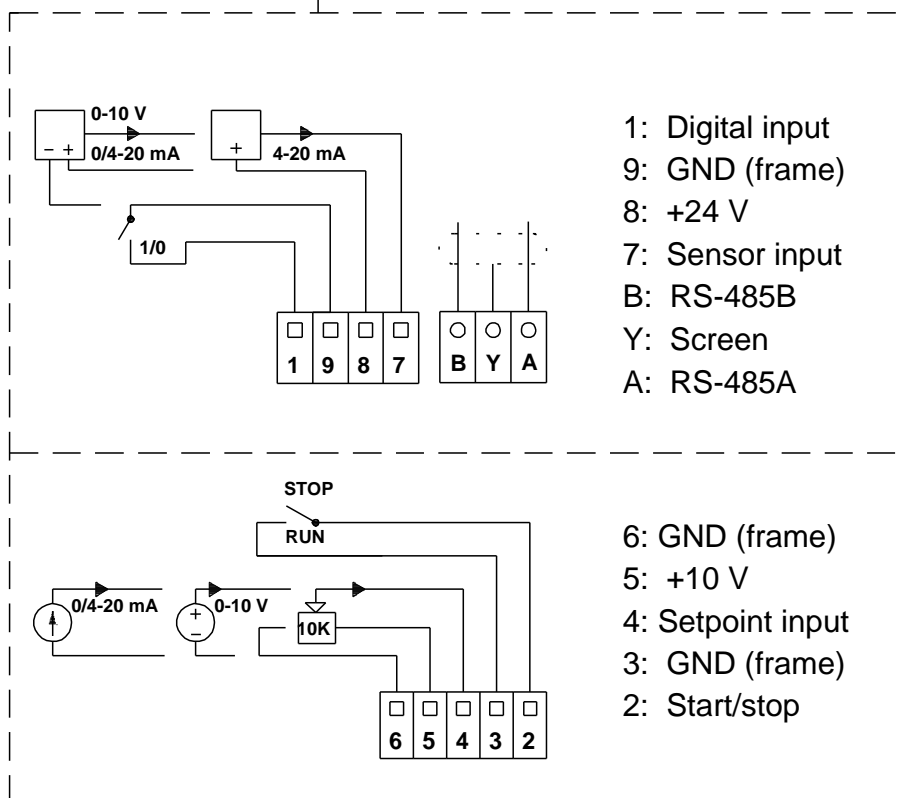 0-10 V
- +
0/4-20 mA
+
4-20 mA
1/0
1 9 8 7
B Y A
1: Digital input
9: GND (frame)
8: +24 V
7: Sensor input
B: RS-485B
Y: Screen
A: RS-485A
STOP
RUN
0/4-20 mA
+
-
0-10 V
10K
6 5 4 3 2
6: GND (frame)
5: +10 V
4: Setpoint input
3: GND (frame)
2: Start/stop